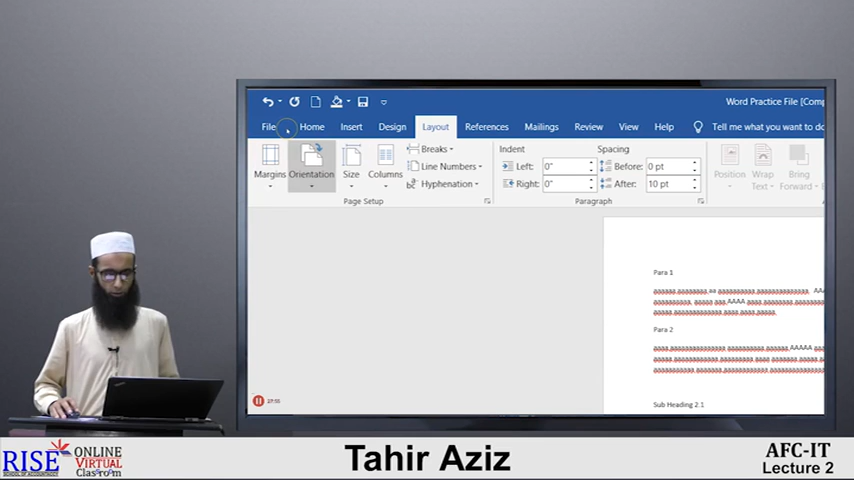 Word Practice File [Comp
File Home Insert Design Layout References Mailings Review View Help Tell me what you want to do
Margins Orientation Size Columns
Breaks
Line Numbers
Hyphenation
Page Setup
Indent Spacing
Left: 0" Before: 0 pt
Right: 0" After: 10 pt
Paragraph
Position Wrap Text Bring Forward
Para 1
Para 2
Sub Heading 2.1
RISE
SCHOOL OF ACCOUNTANCY
ONLINE
VIRTUAL
Classroom
Tahir Aziz
AFC-IT
Lecture 2